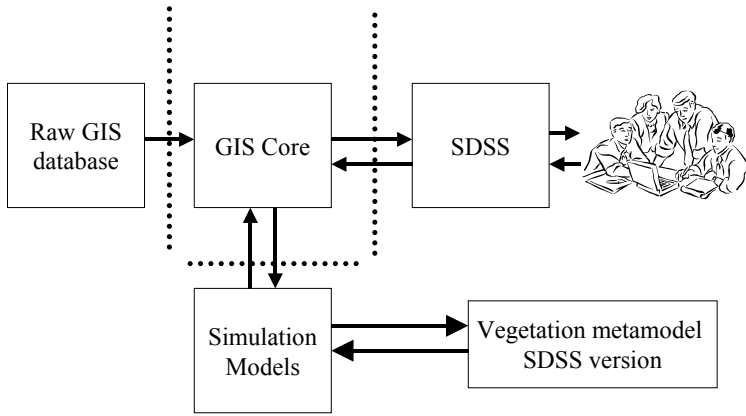 Raw GIS
database
GIS Core
SDSS
Simulation
Models
Vegetation metamodel
SDSS version